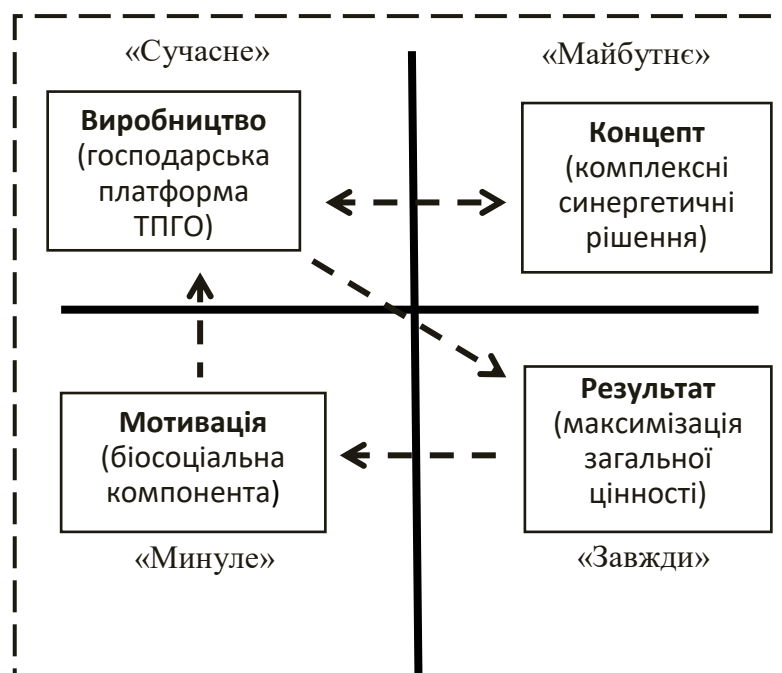 «Сучасне»
«Майбутнє»
Виробництво
(господарська
платформа
ТПГО)
Концепт
(комплексні
синергетичні
рішення)
Мотивація
(біосоціальна
компонента)
Результат
(максимізація
загальної
цінності)
«Минуле»
«Завжди»